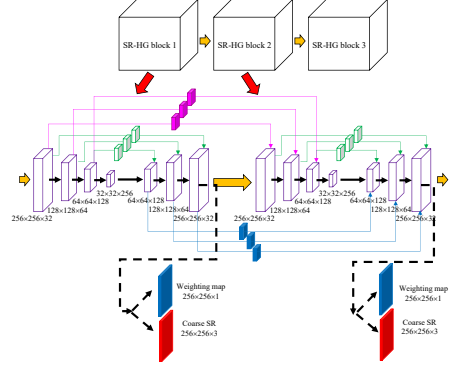 SR-HG block 1
SR-HG block 2
SR-HG block 3
32×32×256
64×64×128
128×128×64
256×256×32
64×64×128
128×128×64
256×256×32
32×32×256
64×64×128
128×128×64
256×256×32
64×64×128
128×128×64
256×256×32
Weighting map
256×256×1
Coarse SR
256×256×3
Weighting map
256×256×1
Coarse SR
256×256×3